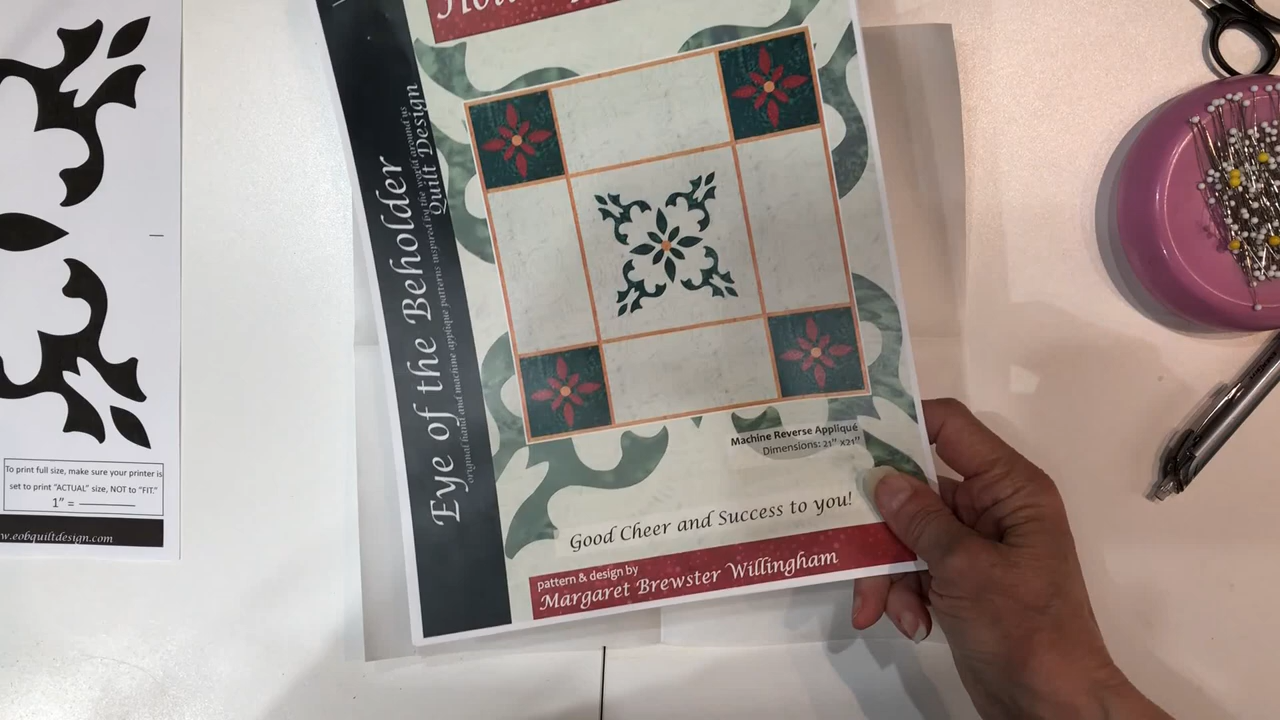 Eye of the Beholder
original hand and machine applique patterns inspired by the world around us
Quilt Design
Machine Reverse Appliqué
Dimensions: 21" x21"
Good Cheer and Success to you!
pattern & design by
Margaret Brewster Willingham
To print full size, make sure your printer is
set to print "ACTUAL" size, NOT to "FIT."
1" =
w.eobquiltdesign.com